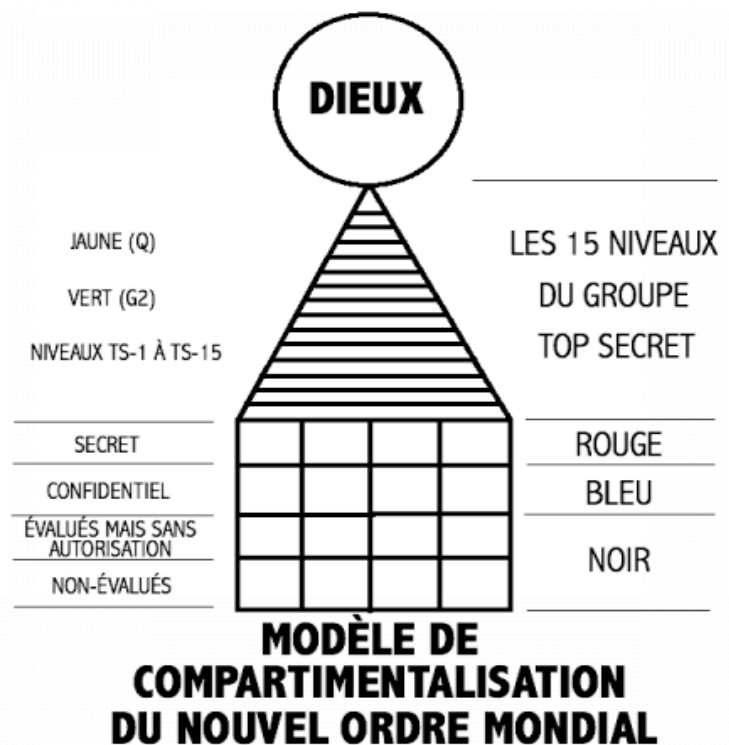 DIEUX
JAUNE (Q)
VERT (G2)
NIVEAUX TS-1 À TS-15
LES 15 NIVEAUX
DU GROUPE
TOP SECRET
SECRET
ROUGE
CONFIDENTIEL
BLEU
ÉVALUÉS MAIS SANS
AUTORISATION
NON-ÉVALUÉS
NOIR
MODÈLE DE
COMPARTIMENTALISATION
DU NOUVEL ORDRE MONDIAL